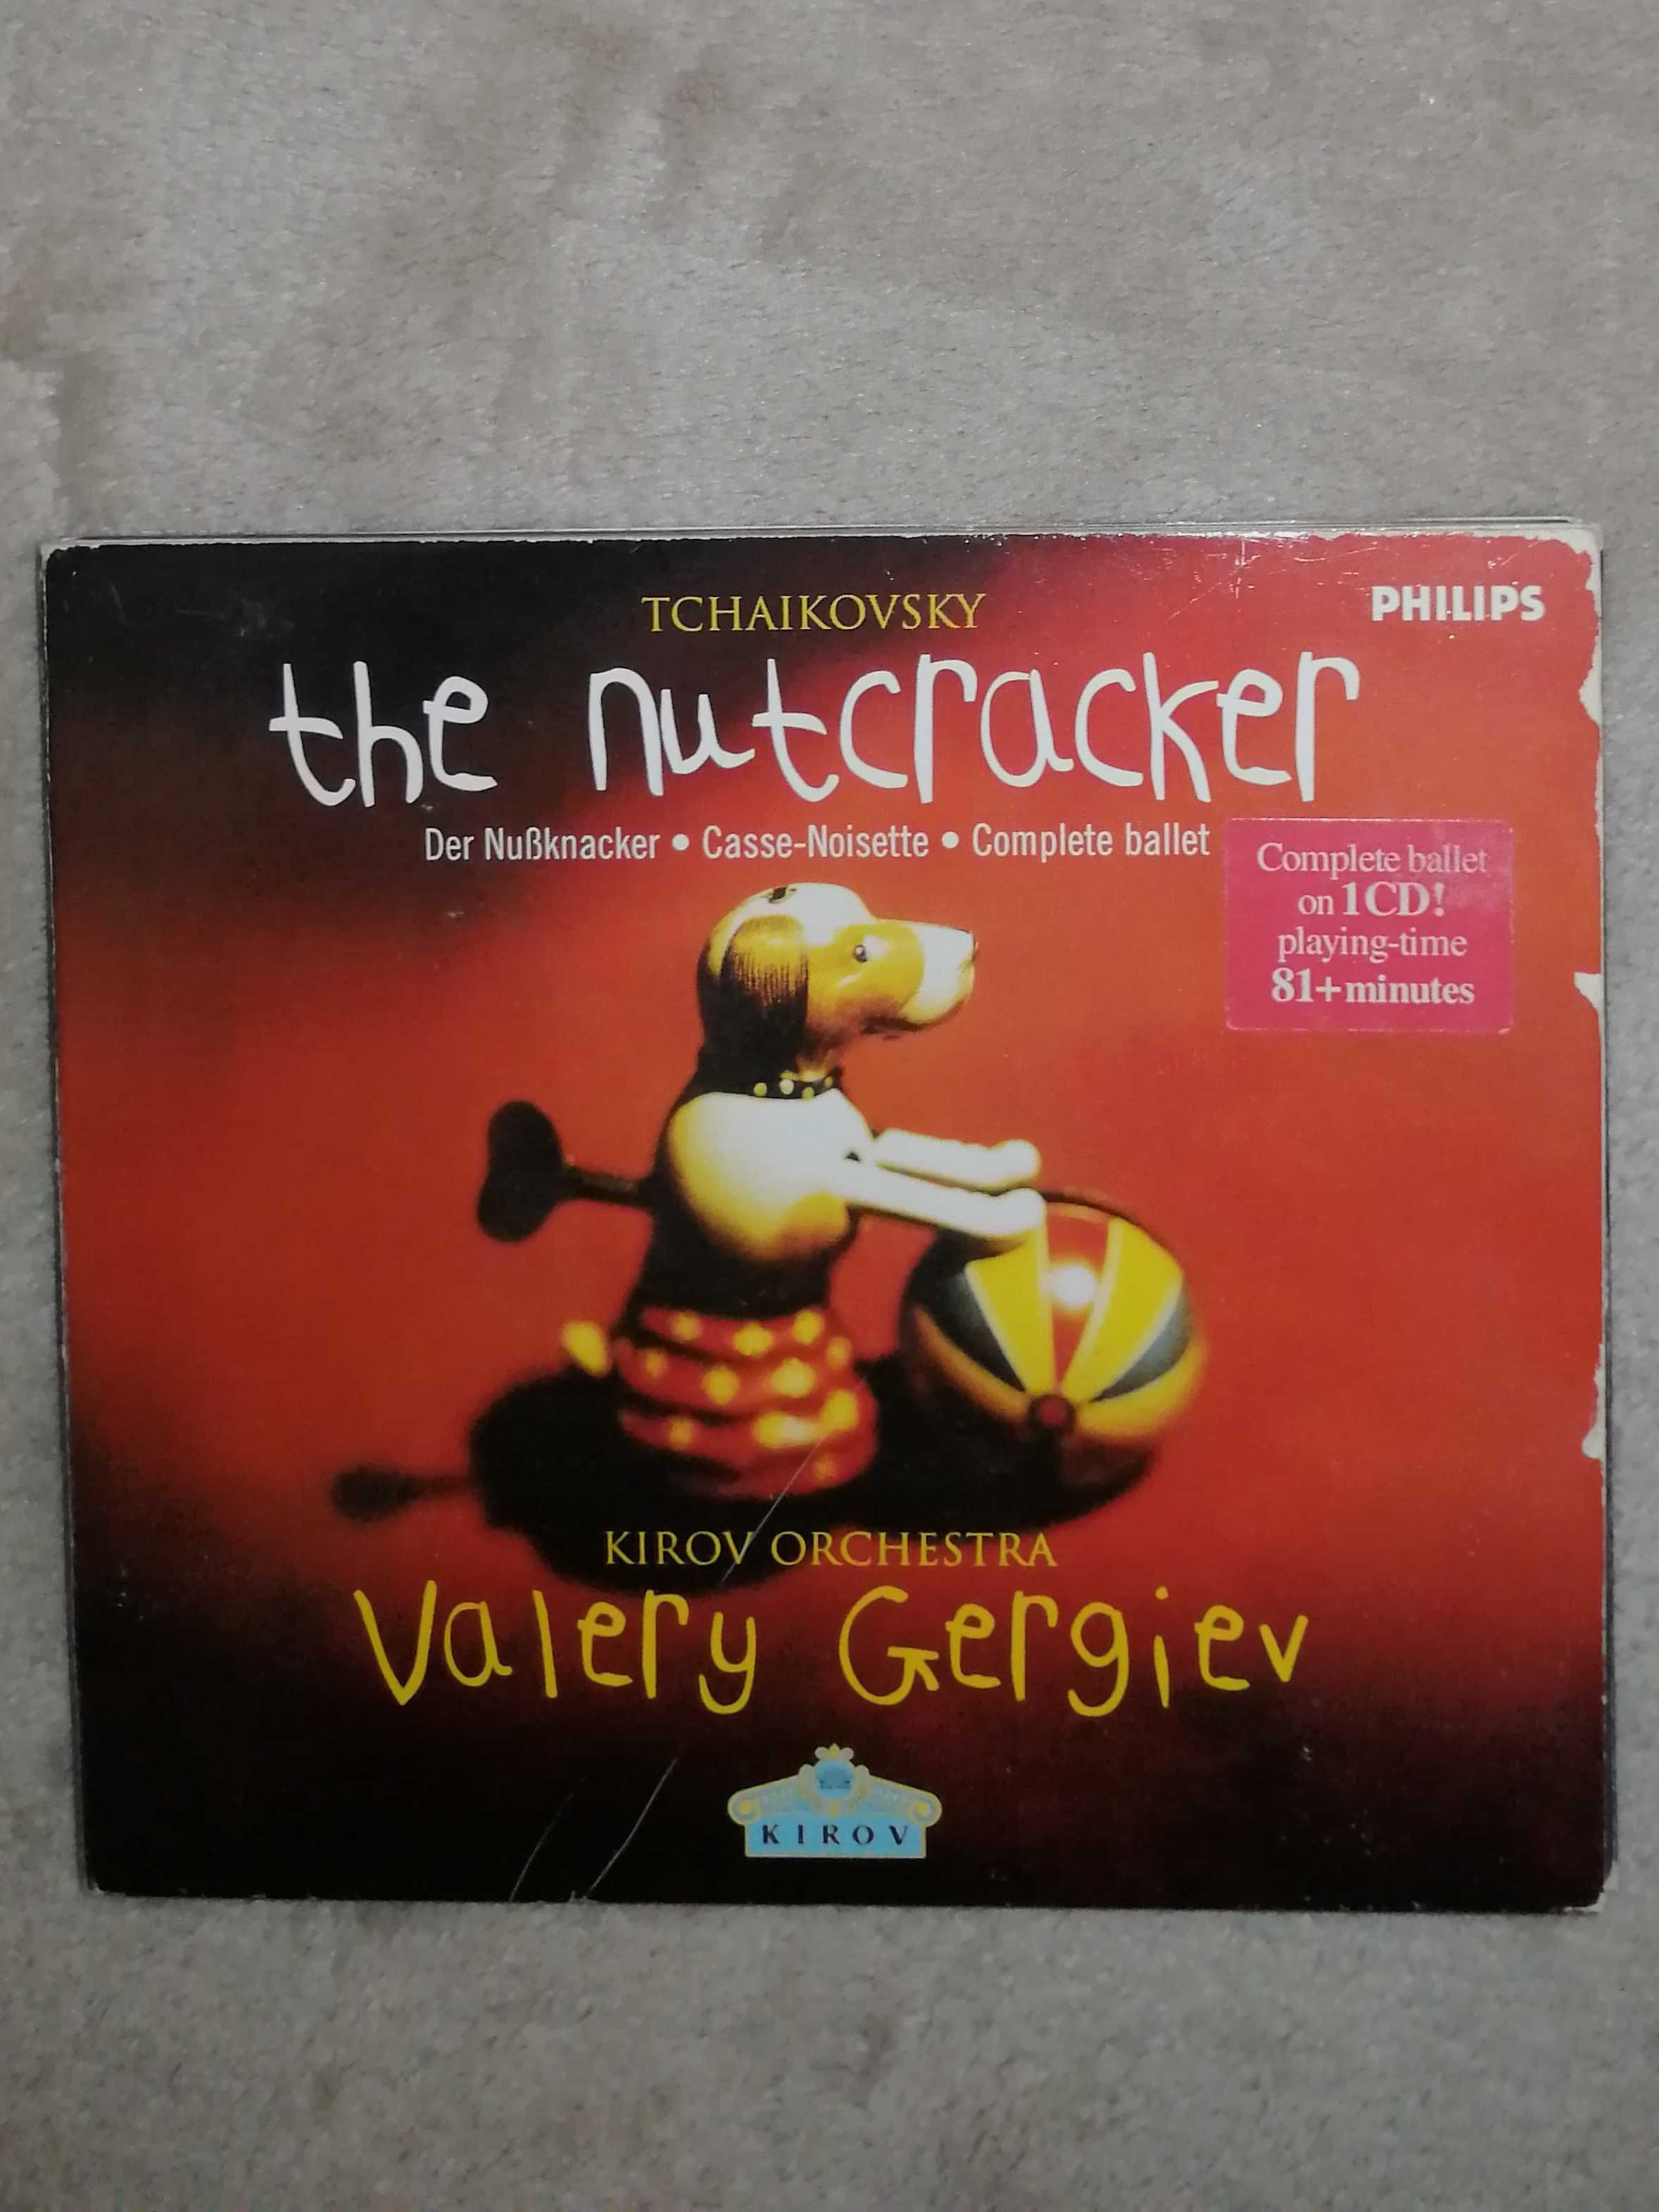 TCHAIKOVSKY
PHILIPS
the nutcracker
Der Nußknacker • Casse-Noisette • Complete ballet
Complete ballet
on 1CD!
playing-time
81+minutes
KIROV ORCHESTRA
Valery Gergiev
KIROV